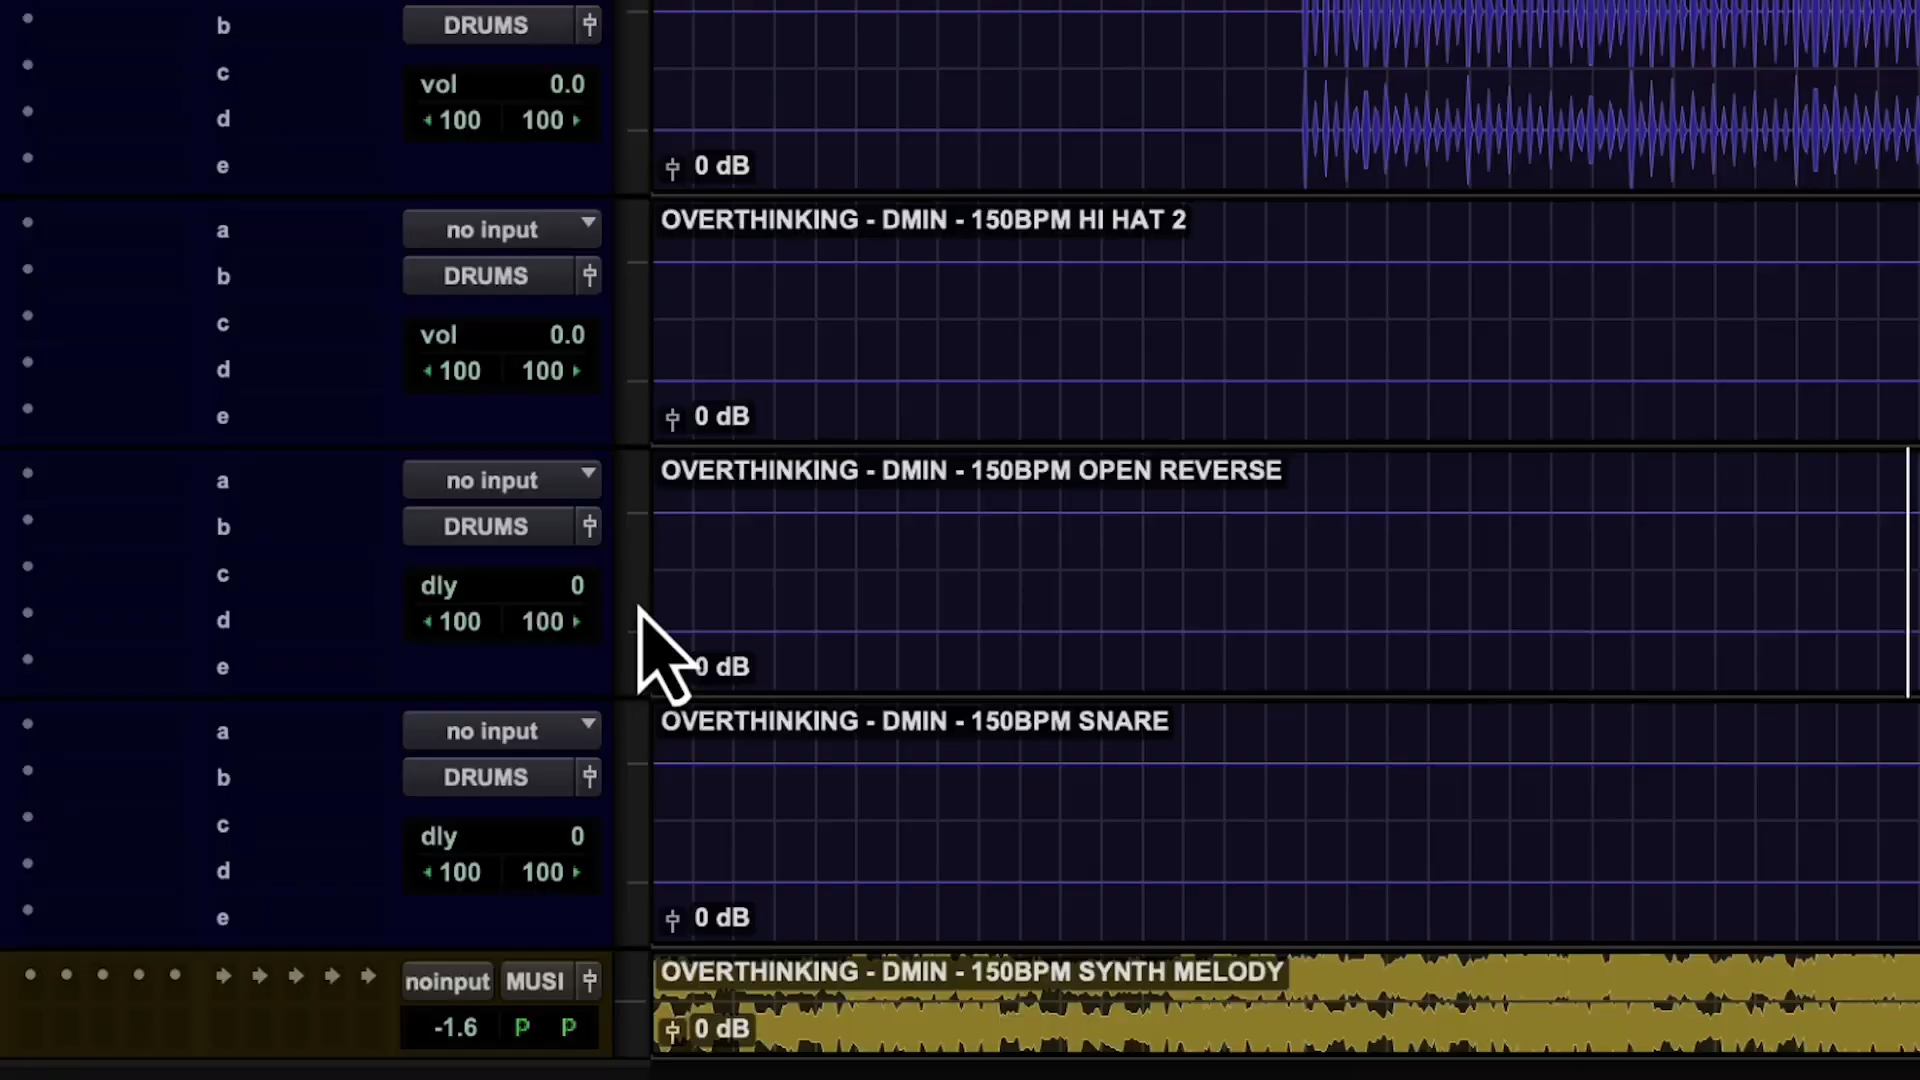 b
DRUMS
c
vol 0.0
d
100 100
e
0 dB
a
no input
OVERTHINKING - DMIN - 150BPM HI HAT 2
b
DRUMS
c
vol 0.0
d
100 100
e
0 dB
a
no input
OVERTHINKING - DMIN - 150BPM OPEN REVERSE
b
DRUMS
c
dly 0
d
100 100
e
0 dB
a
no input
OVERTHINKING - DMIN - 150BPM SNARE
b
DRUMS
c
dly 0
d
100 100
e
0 dB
noinput MUSI
OVERTHINKING - DMIN - 150BPM SYNTH MELODY
-1.6 P P
0 dB